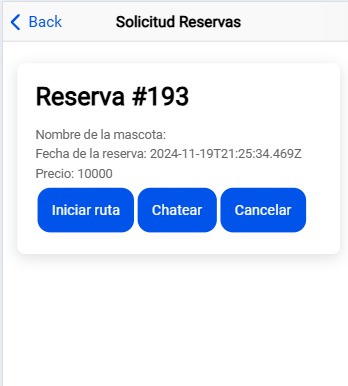 Back
Solicitud Reservas
Reserva #193
Nombre de la mascota:
Fecha de la reserva: 2024-11-19T21:25:34.469Z
Precio: 10000
Iniciar ruta
Chatear
Cancelar